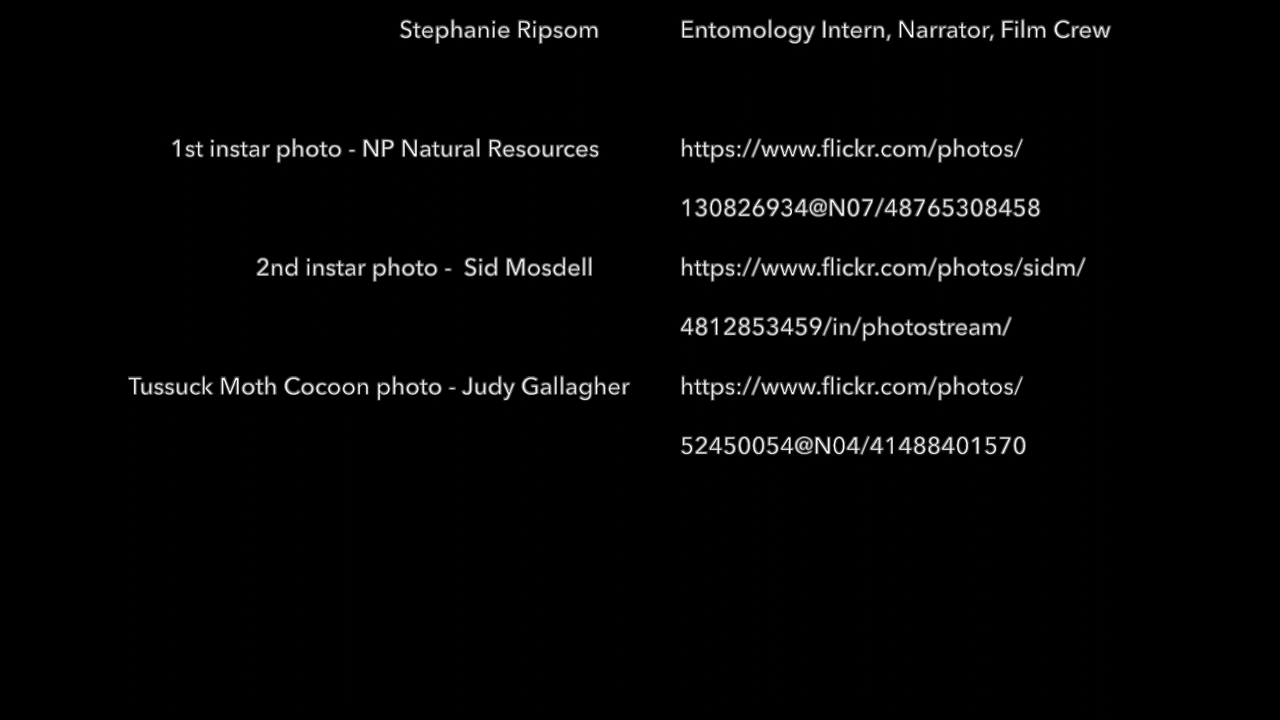 Stephanie Ripsom Entomology Intern, Narrator, Film Crew
1st instar photo - NP Natural Resources https://www.flickr.com/photos/
130826934@N07/48765308458
2nd instar photo - Sid Mosdell https://www.flickr.com/photos/sidm/
4812853459/in/photostream/
Tussuck Moth Cocoon photo - Judy Gallagher https://www.flickr.com/photos/
52450054@N04/41488401570